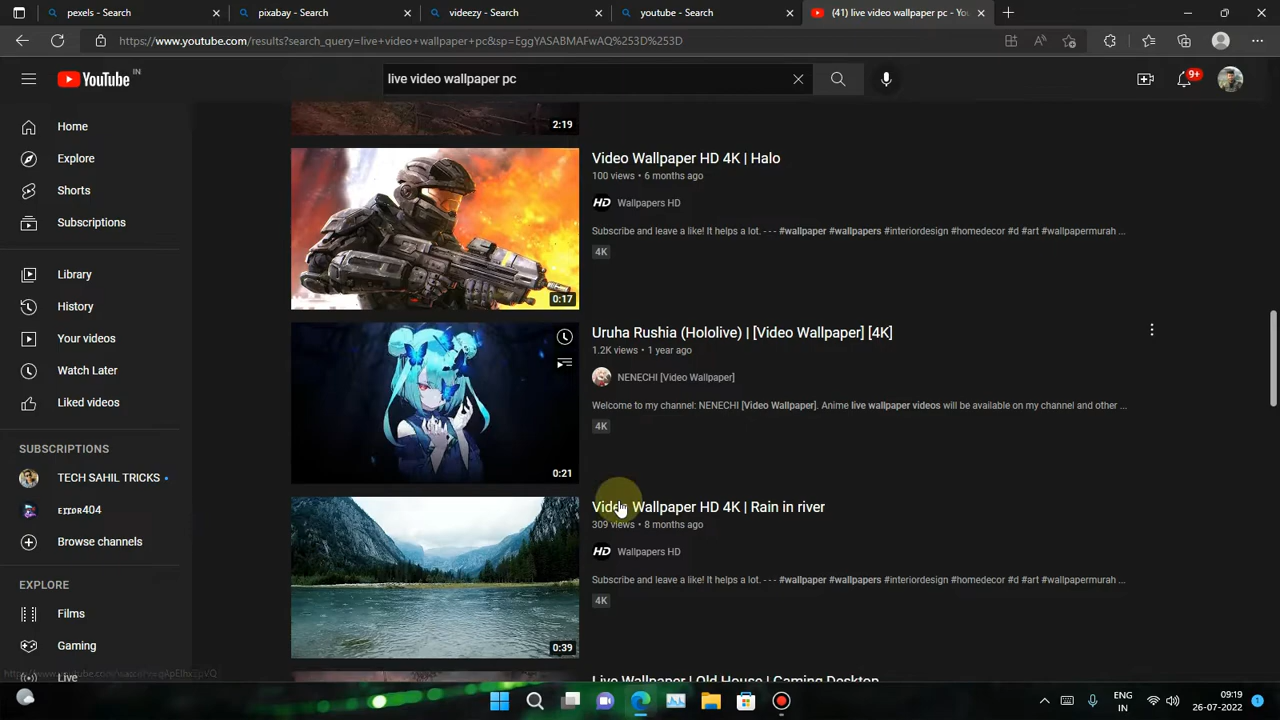 pexels - Search
pixabay - Search
videezy - Search
youtube - Search
(41) live video wallpaper pc - You
https://www.youtube.com/results?search_query=live+video+wallpaper+pc&sp=EggYASABMAFwAQ%253D%253D
YouTube IN
live video wallpaper pc
9+
Home
Explore
Shorts
Subscriptions
Library
History
Your videos
Watch Later
Liked videos
SUBSCRIPTIONS
TECH SAHIL TRICKS
ᴇʀʀᴏʀ404
Browse channels
EXPLORE
Films
Gaming
Live
2:19
Video Wallpaper HD 4K | Halo
100 views • 6 months ago
HD Wallpapers HD
Subscribe and leave a like! It helps a lot. - - - #wallpaper #wallpapers #interiordesign #homedecor #d #art #wallpapermurah ...
4K
0:17
Uruha Rushia (Hololive) | [Video Wallpaper] [4K]
1.2K views • 1 year ago
NENECHI [Video Wallpaper]
Welcome to my channel: NENECHI [Video Wallpaper]. Anime live wallpaper videos will be available on my channel and other ...
4K
0:21
Video Wallpaper HD 4K | Rain in river
309 views • 8 months ago
HD Wallpapers HD
Subscribe and leave a like! It helps a lot. - - - #wallpaper #wallpapers #interiordesign #homedecor #d #art #wallpapermurah ...
4K
0:39
Video Wallpaper | Old House | Gaming Desktop
ENG
IN
09:19
26-07-2022
1